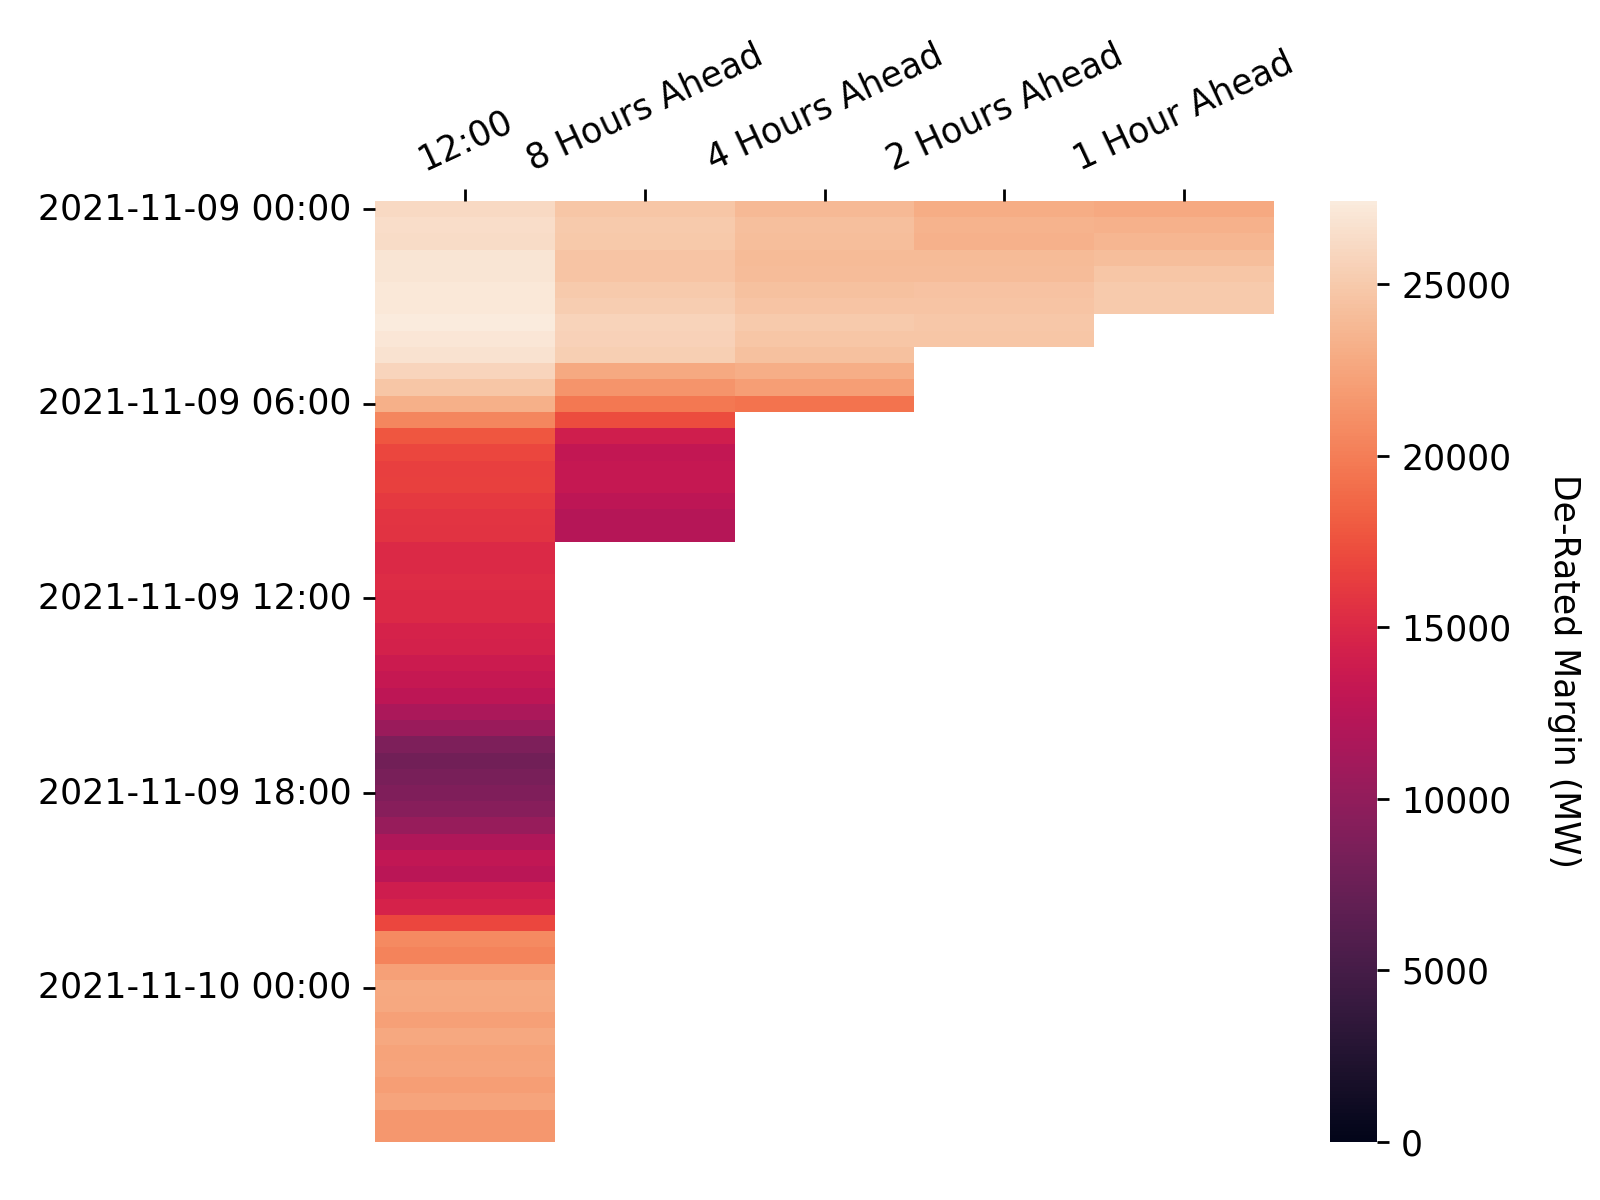 12:00
8 Hours Ahead
4 Hours Ahead
2 Hours Ahead
1 Hour Ahead
2021-11-09 00:00
2021-11-09 06:00
2021-11-09 12:00
2021-11-09 18:00
2021-11-10 00:00
25000
20000
15000
10000
5000
0
De-Rated Margin (MW)